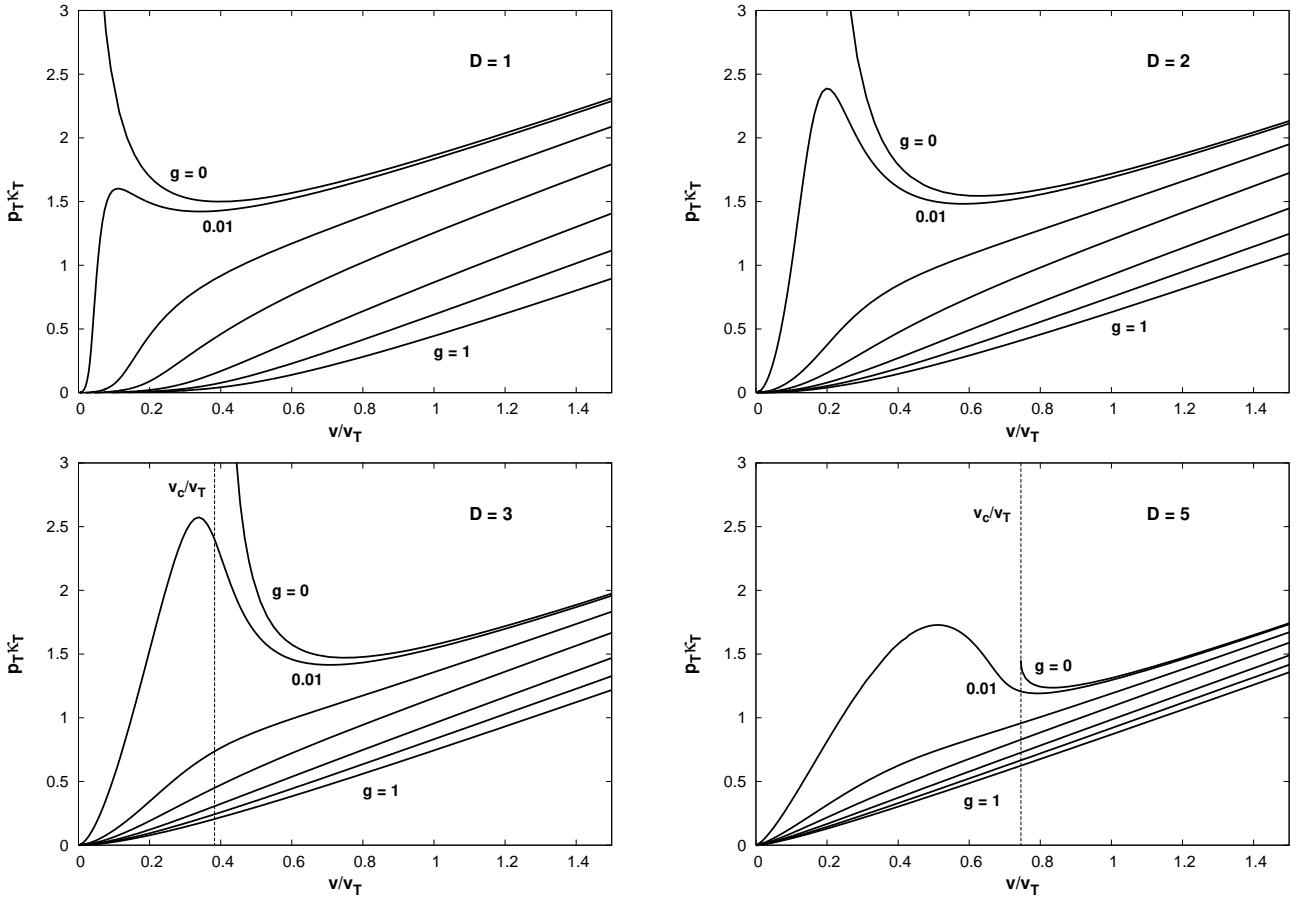 3
2.5
2
1.5
1
0.5
0
p_T κ_T
D = 1
g = 0
0.01
g = 1
0 0.2 0.4 0.6 0.8 1 1.2 1.4
v/v_T
3
2.5
2
1.5
1
0.5
0
p_T κ_T
D = 2
g = 0
0.01
g = 1
0 0.2 0.4 0.6 0.8 1 1.2 1.4
v/v_T
3
2.5
2
1.5
1
0.5
0
p_T κ_T
v_c/v_T
D = 3
g = 0
0.01
g = 1
0 0.2 0.4 0.6 0.8 1 1.2 1.4
v/v_T
3
2.5
2
1.5
1
0.5
0
p_T κ_T
v_c/v_T
D = 5
g = 0
0.01
g = 1
0 0.2 0.4 0.6 0.8 1 1.2 1.4
v/v_T